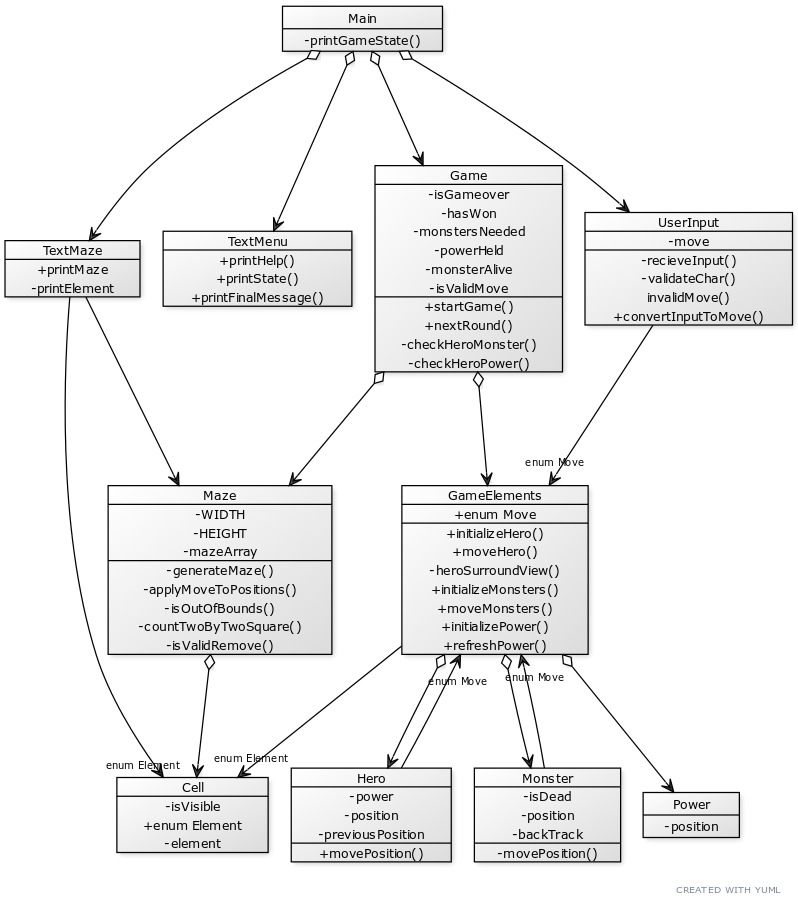 Main
-printGameState()
Game
-isGameover
-hasWon
-monstersNeeded
-powerHeld
-monsterAlive
-isValidMove
+startGame()
+nextRound()
-checkHeroMonster()
-checkHeroPower()
UserInput
-move
-recieveInput()
-validateChar()
invalidMove()
+convertInputToMove()
TextMenu
+printHelp()
+printState()
+printFinalMessage()
TextMaze
+printMaze
-printElement
enum Move
Maze
-WIDTH
-HEIGHT
-mazeArray
-generateMaze()
-applyMoveToPositions()
-isOutOfBounds()
-countTwoByTwoSquare()
-isValidRemove()
GameElements
+enum Move
+initializeHero()
+moveHero()
-heroSurroundView()
+initializeMonsters()
+moveMonsters()
+initializePower()
+refreshPower()
enum Move
enum Move
enum Element
enum Element
Cell
-isVisible
+enum Element
-element
Hero
-power
-position
-previousPosition
+movePosition()
Monster
-isDead
-position
-backTrack
-movePosition()
Power
-position
CREATED WITH YUML